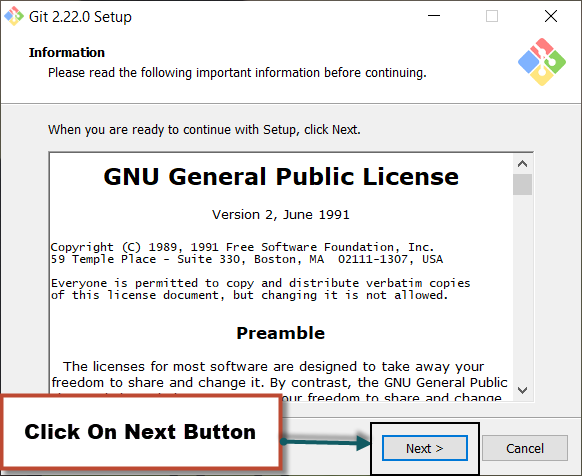 Git 2.22.0 Setup
Information
Please read the following important information before continuing.
When you are ready to continue with Setup, click Next.
GNU General Public License
Version 2, June 1991
Copyright (C) 1989, 1991 Free Software Foundation, Inc.
59 Temple Place - Suite 330, Boston, MA  02111-1307, USA
Everyone is permitted to copy and distribute verbatim copies
of this license document, but changing it is not allowed.
Preamble
The licenses for most software are designed to take away your
freedom to share and change it. By contrast, the GNU General Public
your freedom to share and change
Click On Next Button
Next >
Cancel